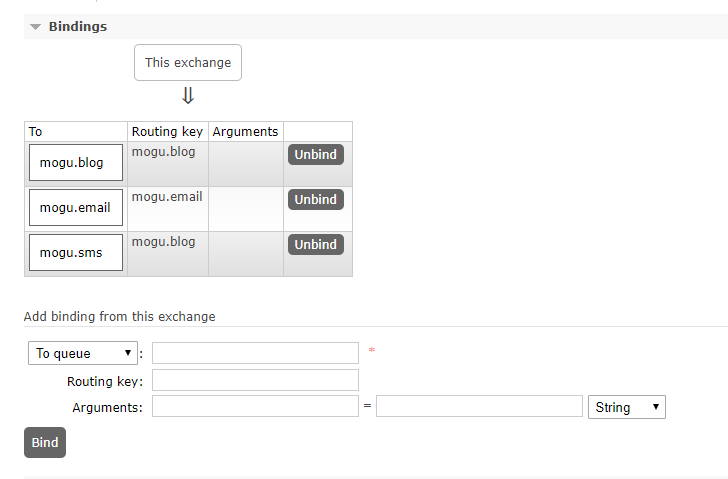 Bindings
This exchange
⇓
To Routing key Arguments
mogu.blog mogu.blog Unbind
mogu.email mogu.email Unbind
mogu.sms mogu.blog Unbind
Add binding from this exchange
To queue : *
Routing key:
Arguments: = String
Bind